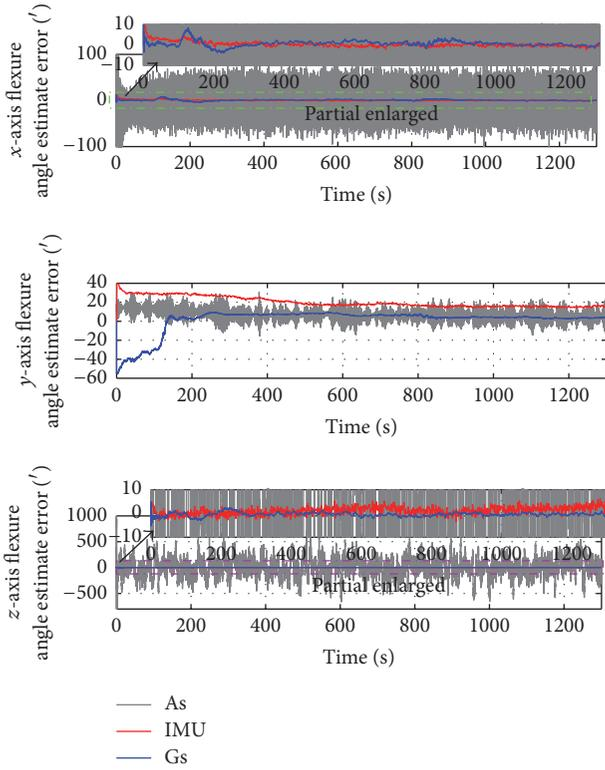 x-axis flexure
angle estimate error (′)
10
0
−10
100
0
−100
0 200 400 600 800 1000 1200
Partial enlarged
0 200 400 600 800 1000 1200
Time (s)
y-axis flexure
angle estimate error (′)
40
20
0
−20
−40
−60
0 200 400 600 800 1000 1200
Time (s)
z-axis flexure
angle estimate error (′)
10
0
−10
1000
500
0
−500
0 200 400 600 800 1000 1200
Partial enlarged
0 200 400 600 800 1000 1200
Time (s)
As
IMU
Gs